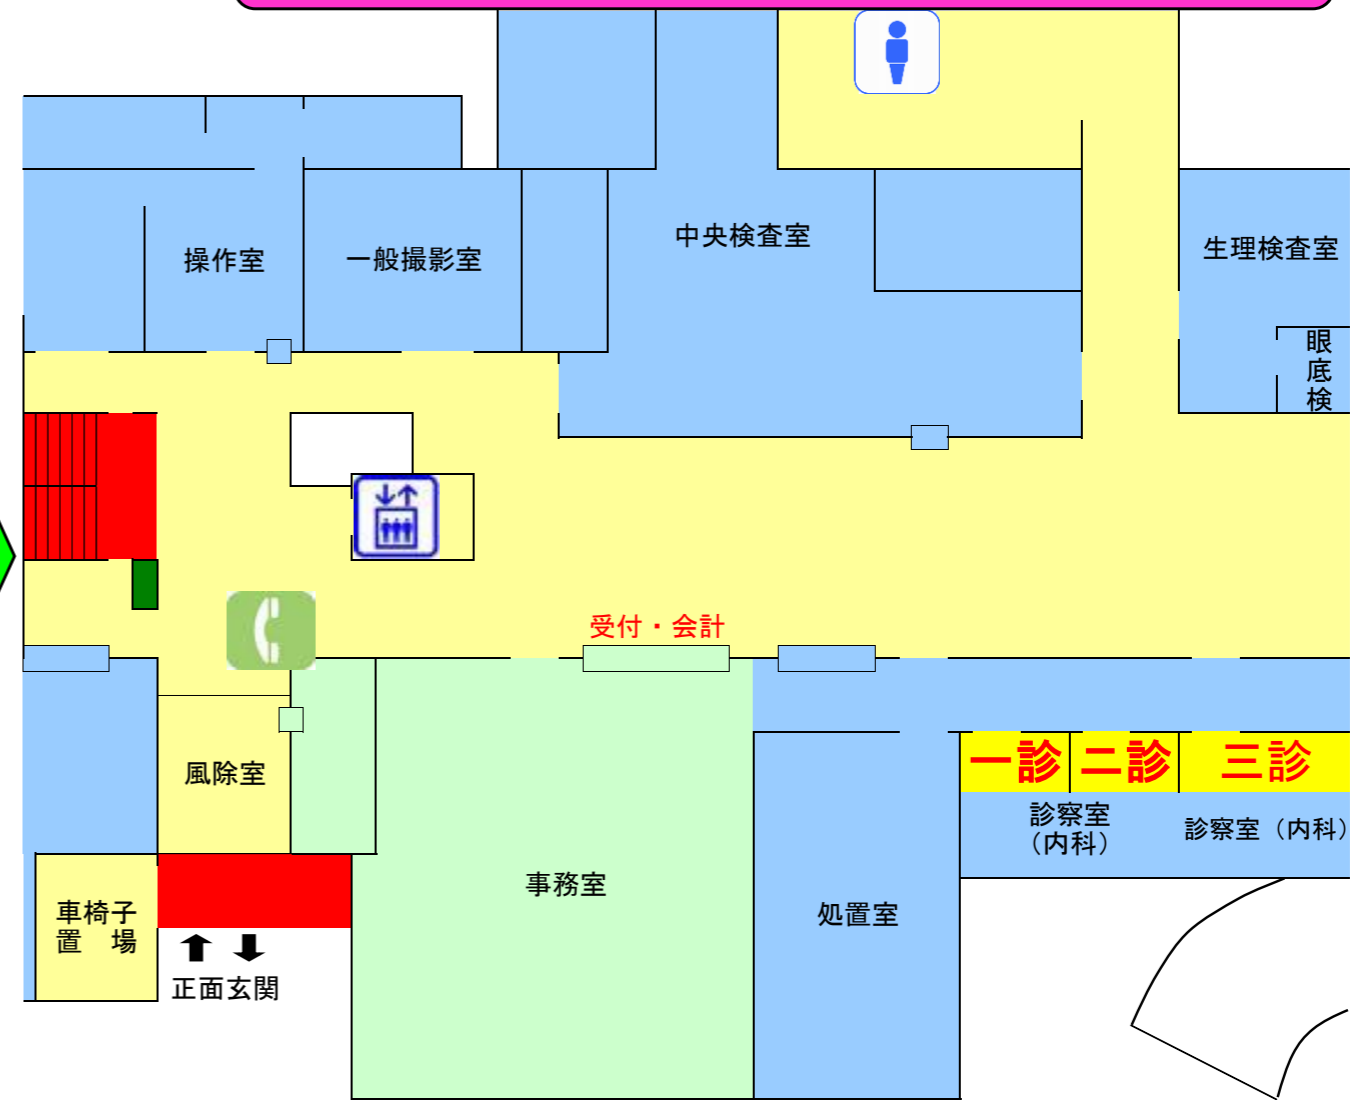 中央検査室
生理検査室
操作室
一般撮影室
眼
底
検
受付・会計
風除室
一診
二診
三診
診察室
（内科）
診察室（内科）
事務室
車椅子
置　場
処置室
正面玄関